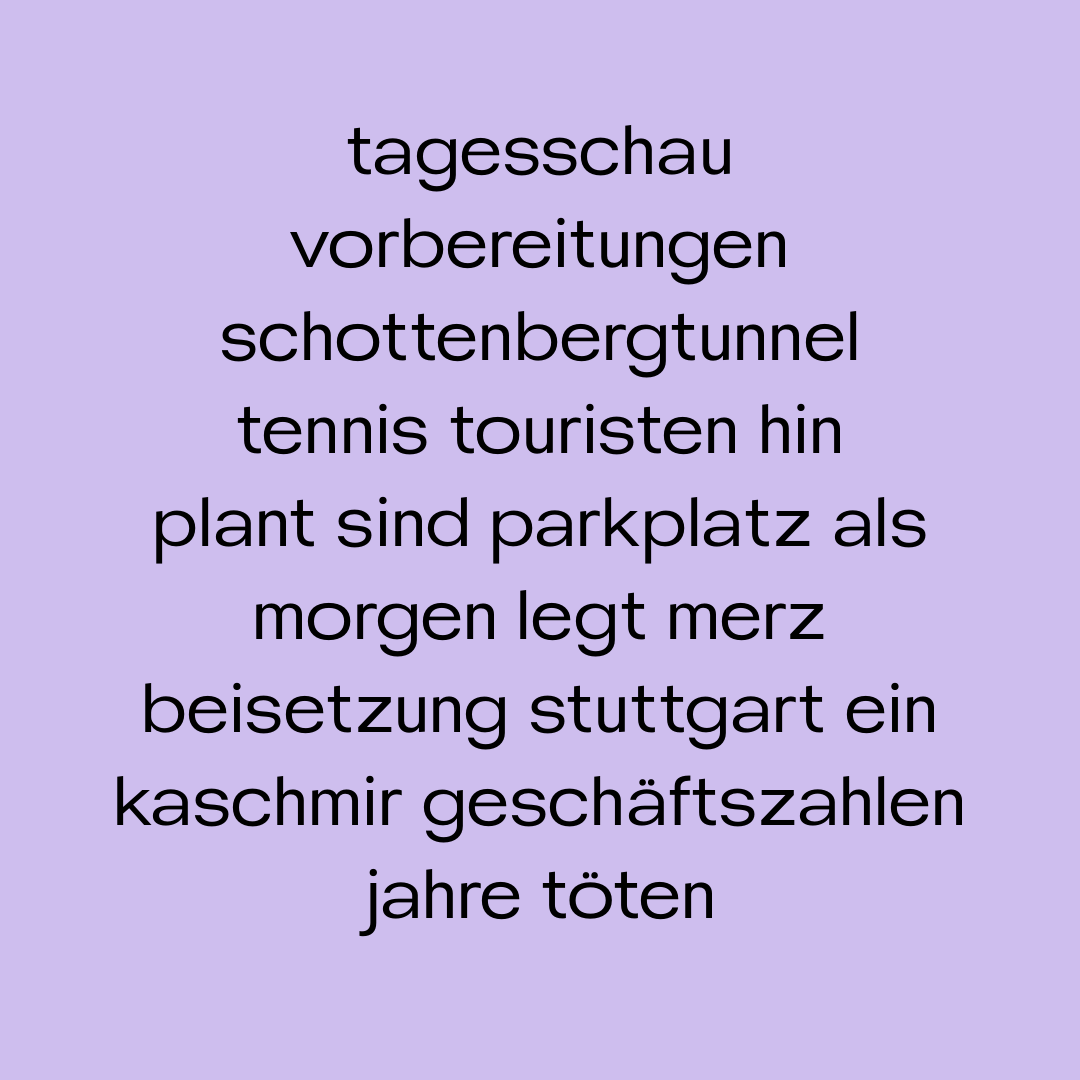 tagesschau
vorbereitungen
schottenbergtunnel
tennis touristen hin
plant sind parkplatz als
morgen legt merz
beisetzung stuttgart ein
kaschmir geschäftszahlen
jahre töten